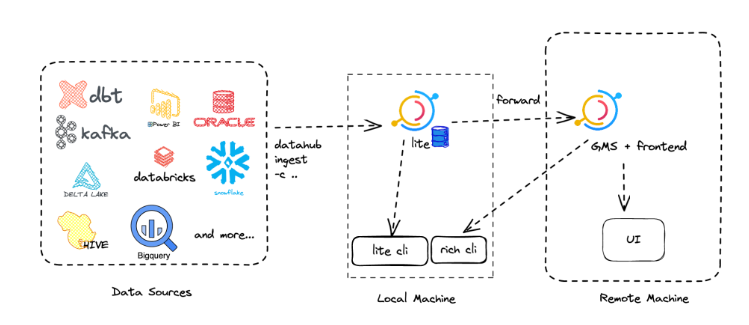 dbt
Power BI
ORACLE
kafka
databricks
DELTA LAKE
snowflake
HIVE
Bigquery
and more...
Data Sources
datahub
ingest
-c ..
lite
lite cli
rich cli
Local Machine
forward
GMS + frontend
UI
Remote Machine